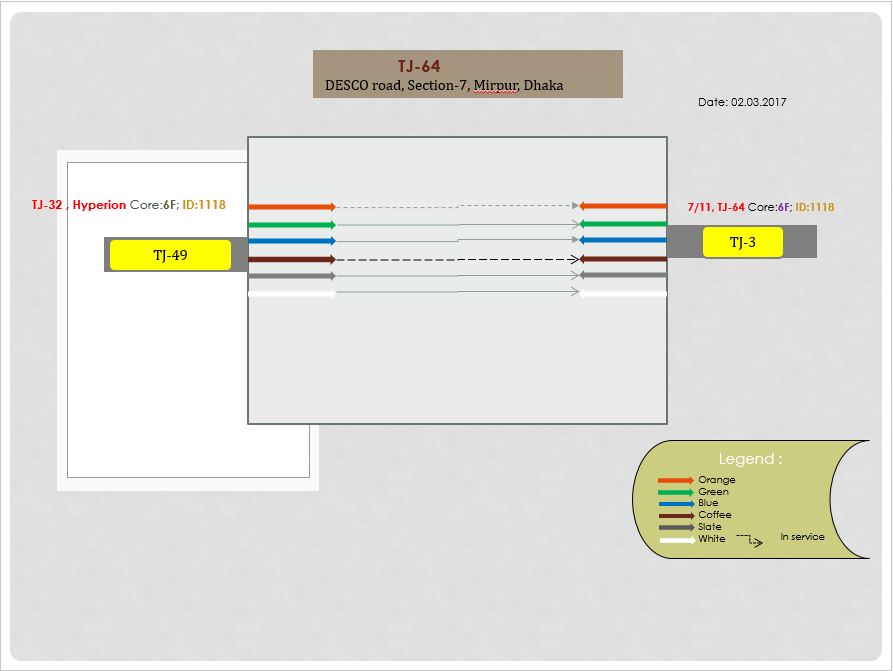 TJ-64
DESCO road, Section-7, Mirpur, Dhaka
Date: 02.03.2017
TJ-32 , Hyperion Core:6F; ID:1118
7/11, TJ-64 Core:6F; ID:1118
TJ-49
TJ-3
Legend :
Orange
Green
Blue
Coffee
Slate
White
In service